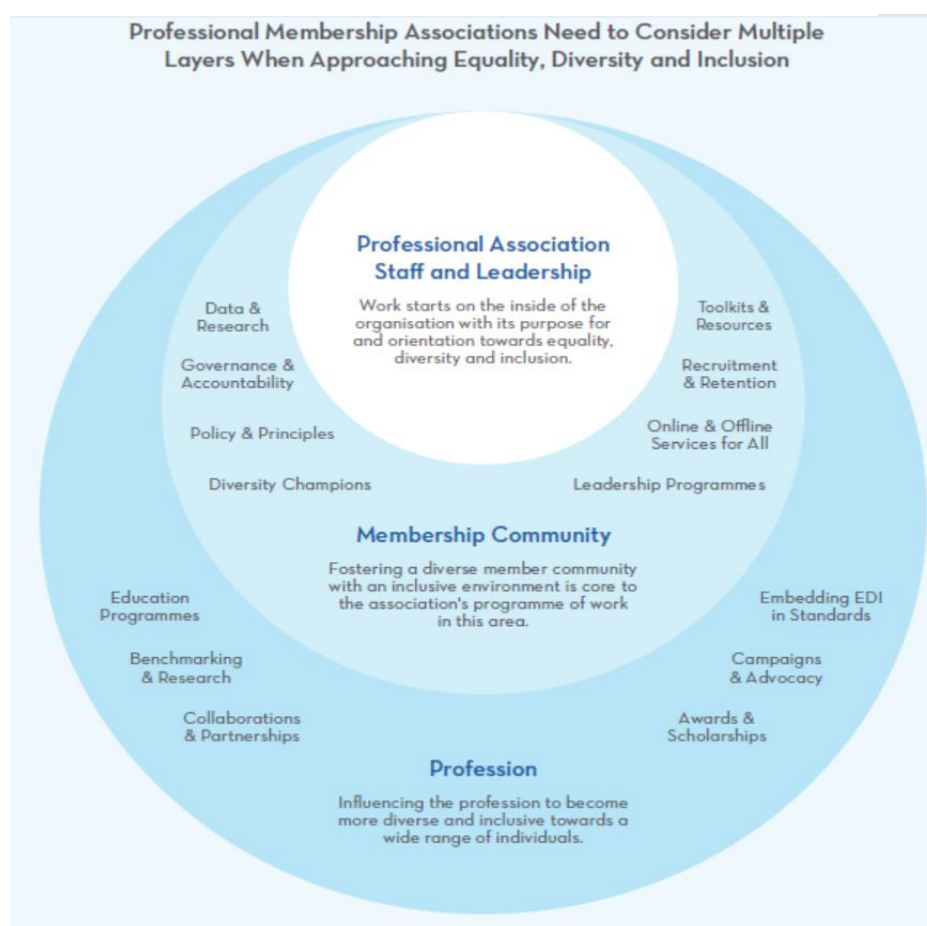 Professional Membership Associations Need to Consider Multiple
Layers When Approaching Equality, Diversity and Inclusion
Professional Association
Staff and Leadership
Work starts on the inside of the
organisation with its purpose for
and orientation towards equality,
diversity and inclusion.
Data &
Research
Governance &
Accountability
Policy & Principles
Diversity Champions
Toolkits &
Resources
Recruitment
& Retention
Online & Offline
Services for All
Leadership Programmes
Membership Community
Fostering a diverse member community
with an inclusive environment is core to
the association's programme of work
in this area.
Education
Programmes
Benchmarking
& Research
Collaborations
& Partnerships
Embedding EDI
in Standards
Campaigns
& Advocacy
Awards &
Scholarships
Profession
Influencing the profession to become
more diverse and inclusive towards a
wide range of individuals.